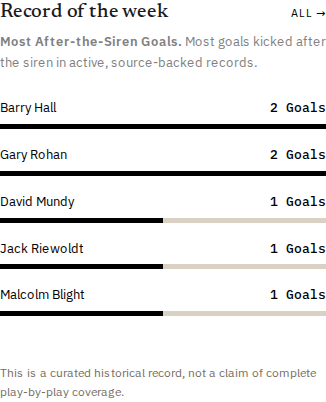 Record of the week
ALL →
Most After-the-Siren Goals. Most goals kicked after
the siren in active, source-backed records.
Barry Hall 2 Goals
Gary Rohan 2 Goals
David Mundy 1 Goals
Jack Riewoldt 1 Goals
Malcolm Blight 1 Goals
This is a curated historical record, not a claim of complete
play-by-play coverage.